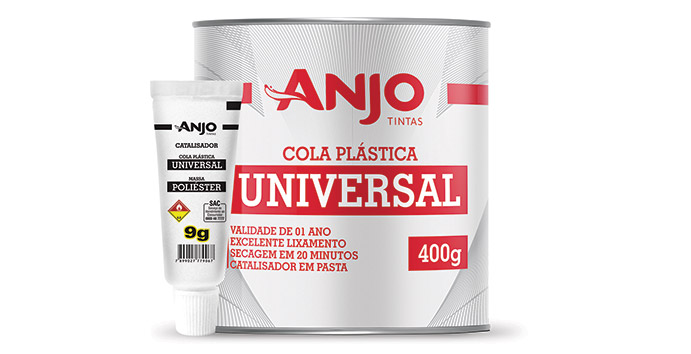 ANJO
TINTAS
COLA PLÁSTICA
UNIVERSAL
VALIDADE DE 01 ANO
EXCELENTE LIXAMENTO
SECAGEM EM 20 MINUTOS
CATALISADOR EM PASTA
400g
ANJO
TINTAS
CATALISADOR
COLA PLÁSTICA
UNIVERSAL
MASSA
POLIÉSTER
SAC
9g